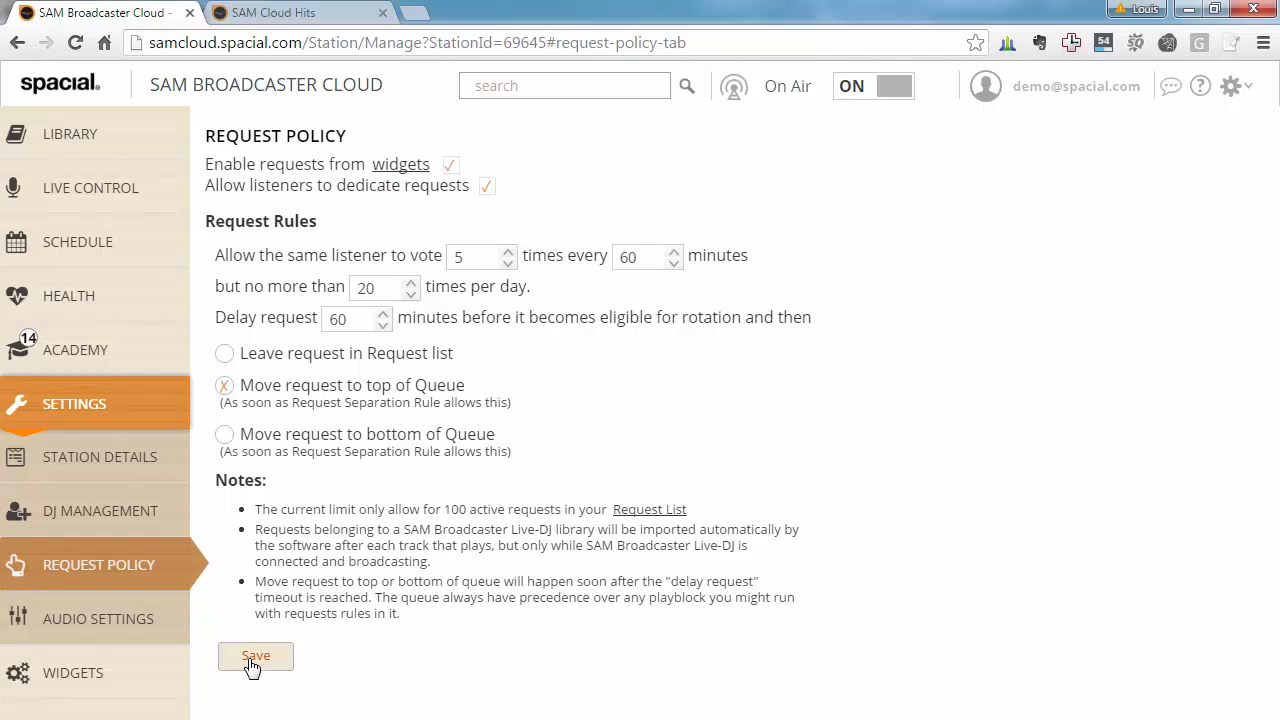 SAM Broadcaster Cloud -
SAM Cloud Hits
Louis
samcloud.spacial.com/Station/Manage?StationId=69645#request-policy-tab
54
spacial.
SAM BROADCASTER CLOUD
search
On Air
ON
demo@spacial.com
LIBRARY
LIVE CONTROL
SCHEDULE
HEALTH
14
ACADEMY
SETTINGS
STATION DETAILS
DJ MANAGEMENT
REQUEST POLICY
AUDIO SETTINGS
WIDGETS
REQUEST POLICY
Enable requests from widgets
Allow listeners to dedicate requests
Request Rules
Allow the same listener to vote 5 times every 60 minutes
but no more than 20 times per day.
Delay request 60 minutes before it becomes eligible for rotation and then
Leave request in Request list
Move request to top of Queue
(As soon as Request Separation Rule allows this)
Move request to bottom of Queue
(As soon as Request Separation Rule allows this)
Notes:
• The current limit only allow for 100 active requests in your Request List
• Requests belonging to a SAM Broadcaster Live-DJ library will be imported automatically by
the software after each track that plays, but only while SAM Broadcaster Live-DJ is
connected and broadcasting.
• Move request to top or bottom of queue will happen soon after the "delay request"
timeout is reached. The queue always have precedence over any playblock you might run
with requests rules in it.
Save